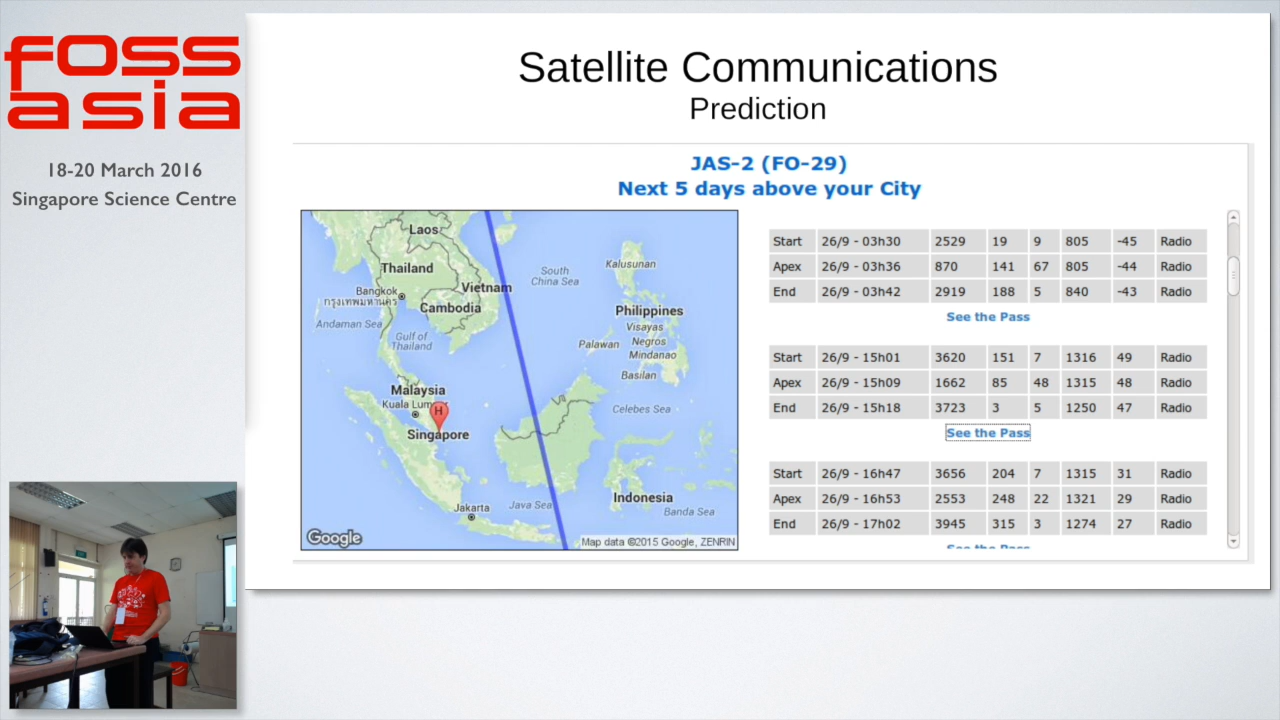 foss
asia
18-20 March 2016
Singapore Science Centre
Satellite Communications
Prediction
JAS-2 (FO-29)
Next 5 days above your City
Laos
Thailand
Vietnam
Bangkok
กรุงเทพมหานคร
Cambodia
Andaman Sea
Gulf of
Thailand
South
China Sea
Kalusunan
Philippines
Visayas
Palawan
Negros
Mindanao
Basilan
Malaysia
Kuala Lum
H
Singapore
Celebes Sea
Indonesia
Jakarta
Java Sea
Banda Sea
Google
Map data ©2015 Google, ZENRIN
Start 26/9 - 03h30 2529 19 9 805 -45 Radio
Apex 26/9 - 03h36 870 141 67 805 -44 Radio
End 26/9 - 03h42 2919 188 5 840 -43 Radio
See the Pass
Start 26/9 - 15h01 3620 151 7 1316 49 Radio
Apex 26/9 - 15h09 1662 85 48 1315 48 Radio
End 26/9 - 15h18 3723 3 5 1250 47 Radio
See the Pass
Start 26/9 - 16h47 3656 204 7 1315 31 Radio
Apex 26/9 - 16h53 2553 248 22 1321 29 Radio
End 26/9 - 17h02 3945 315 3 1274 27 Radio
See the Pass